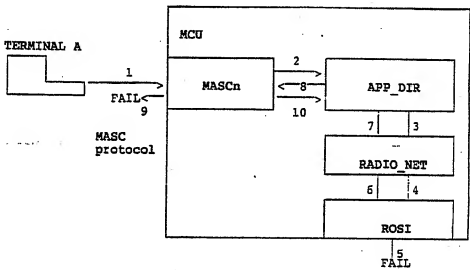 MCU
TERMINAL A
1
2
MASCn
8
APP_DIR
FAIL
9
10
MASC
protocol
7
3
RADIO_NET
6
4
ROSI
5
FAIL